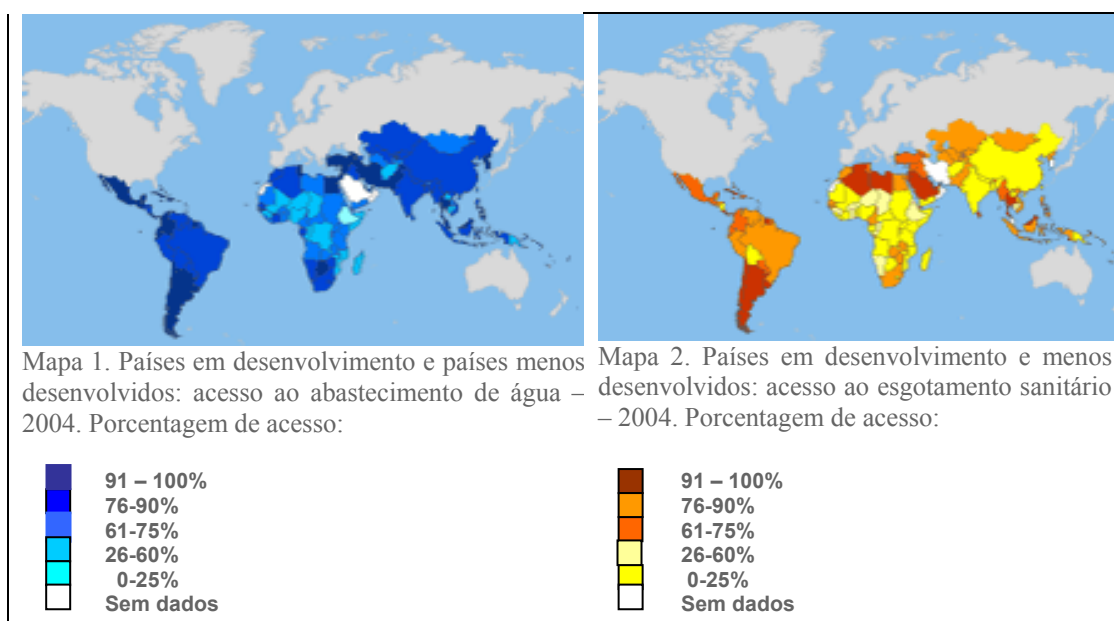 Mapa 1. Países em desenvolvimento e países menos
desenvolvidos: acesso ao abastecimento de água –
2004. Porcentagem de acesso:
91 – 100%
76-90%
61-75%
26-60%
0-25%
Sem dados
Mapa 2. Países em desenvolvimento e menos
desenvolvidos: acesso ao esgotamento sanitário
– 2004. Porcentagem de acesso:
91 – 100%
76-90%
61-75%
26-60%
0-25%
Sem dados